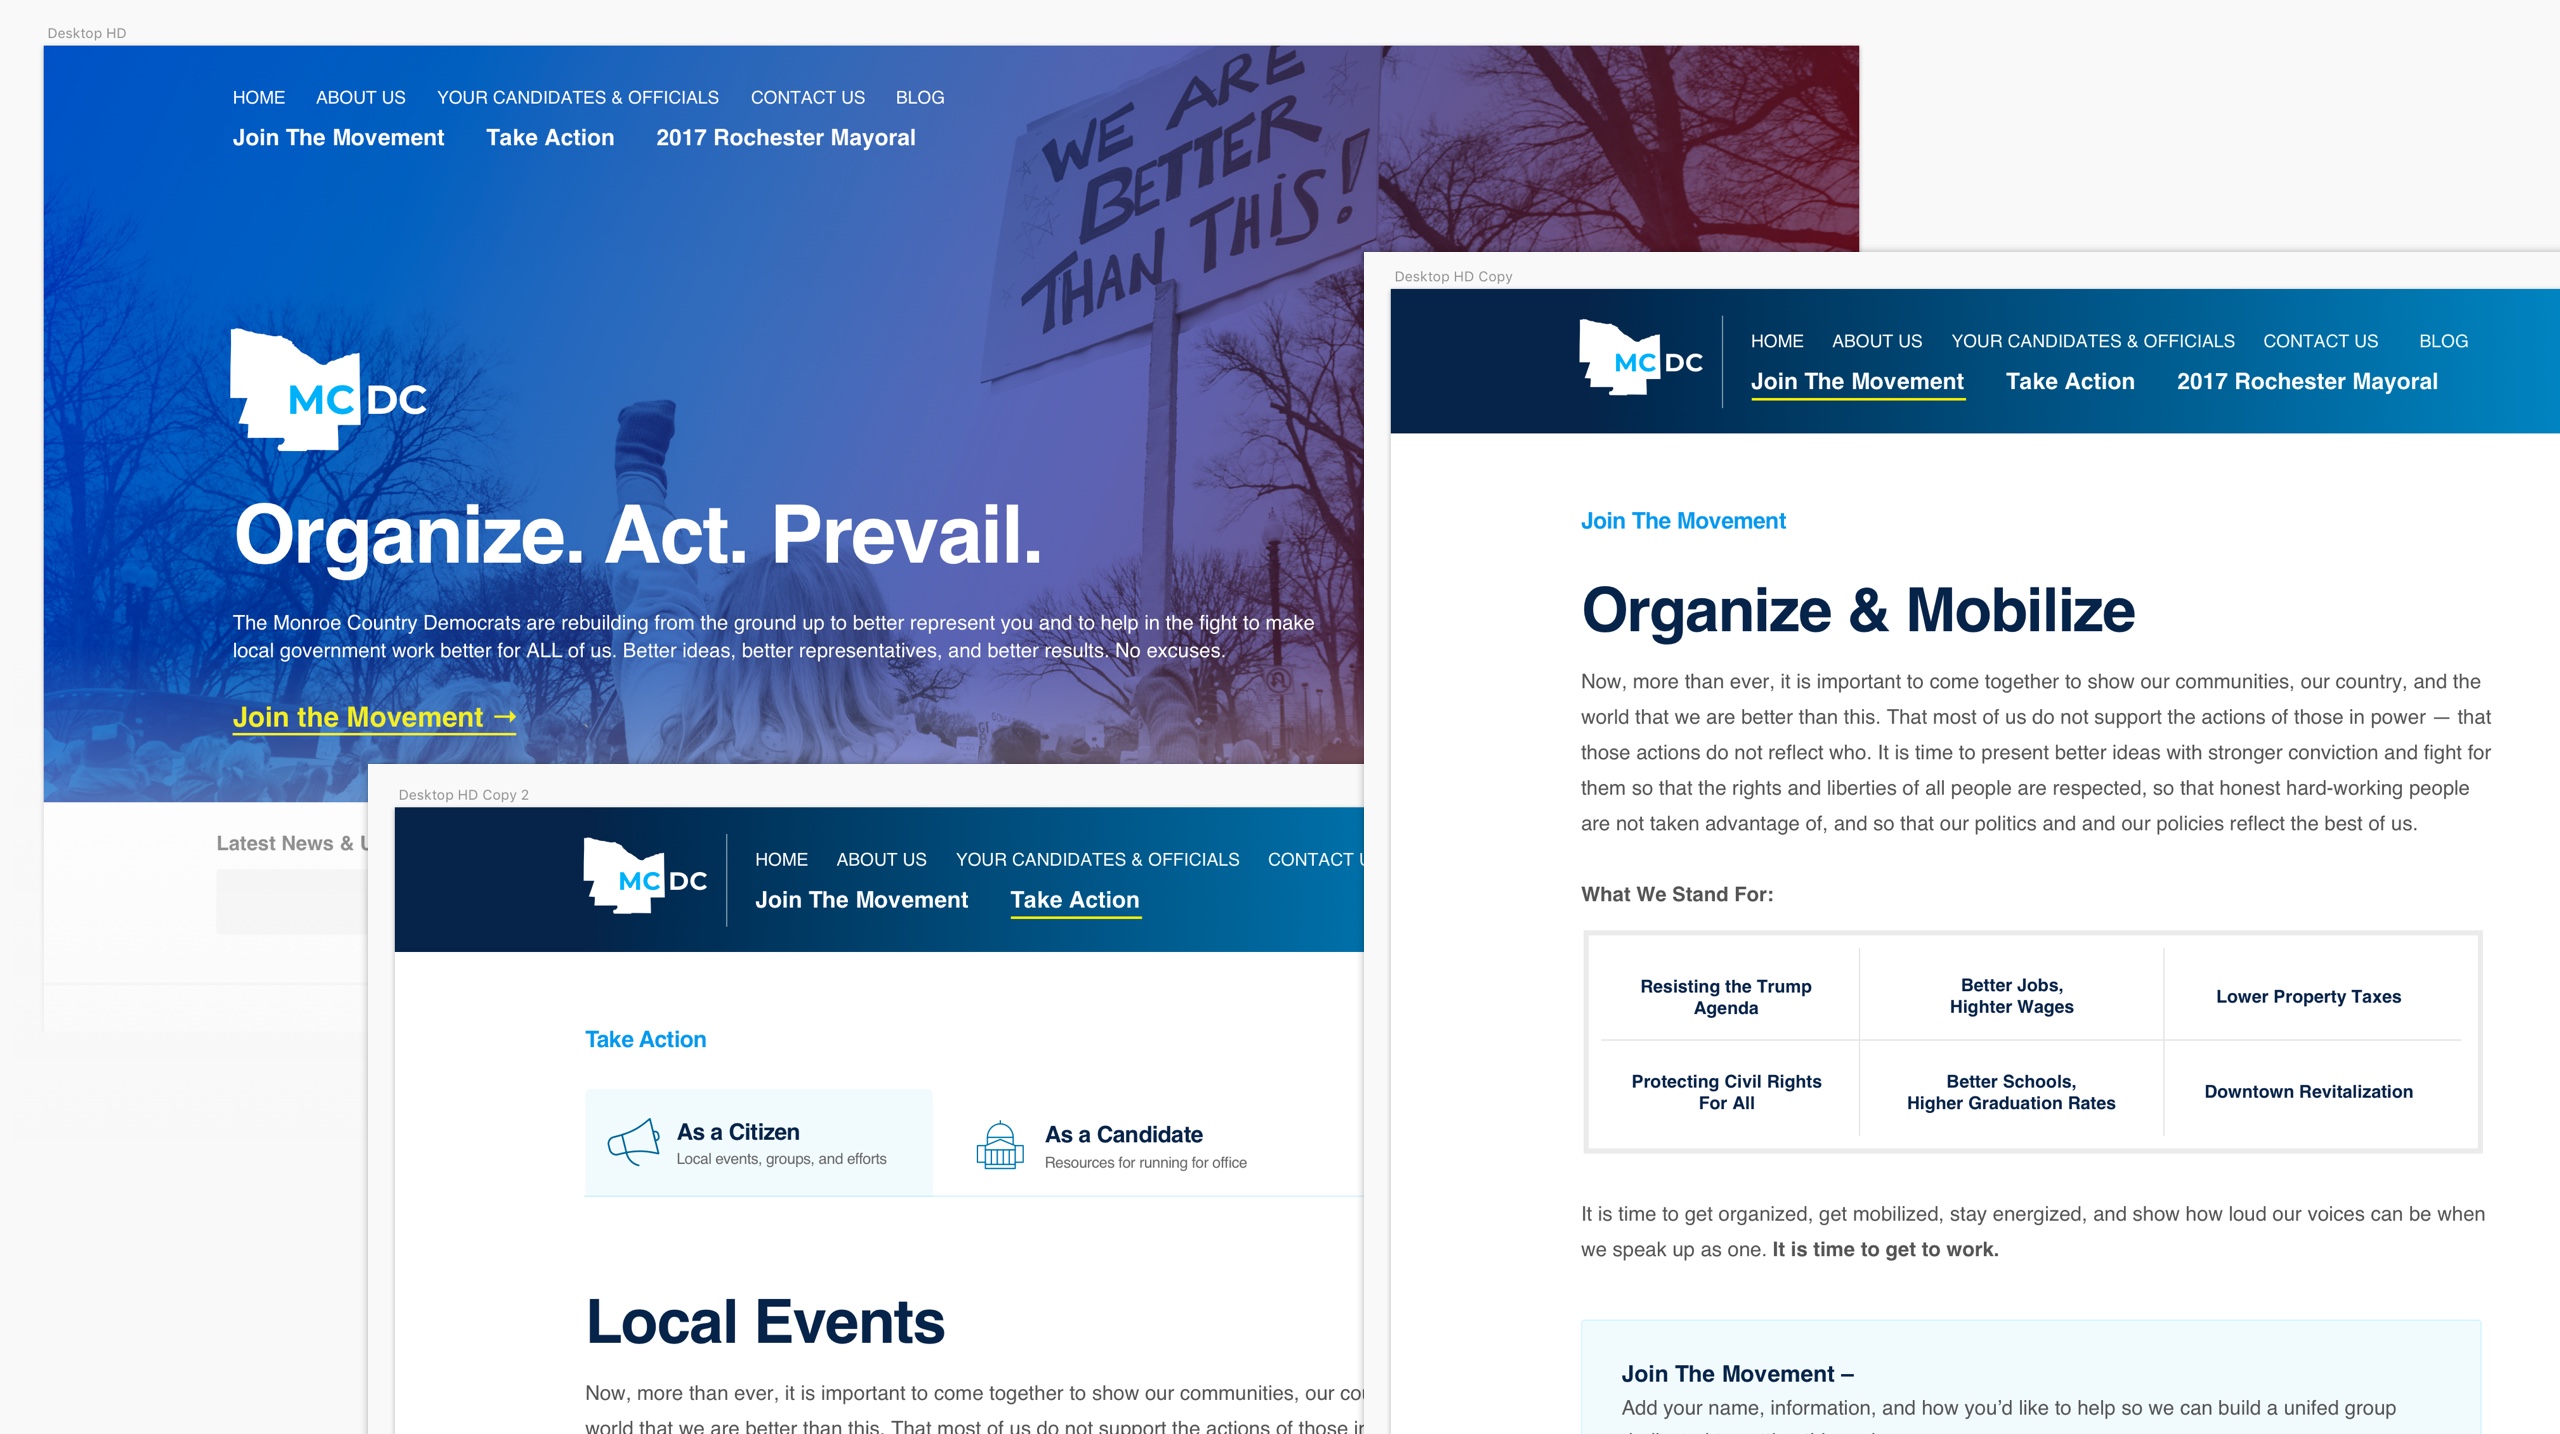 Desktop HD
HOME ABOUT US YOUR CANDIDATES & OFFICIALS CONTACT US BLOG
Join The Movement Take Action 2017 Rochester Mayoral
WE ARE
BETTER
THAN THIS!
MCDC
Organize. Act. Prevail.
The Monroe Country Democrats are rebuilding from the ground up to better represent you and to help in the fight to make
local government work better for ALL of us. Better ideas, better representatives, and better results. No excuses.
Join the Movement →
Latest News &
Desktop HD Copy 2
MCDC
HOME ABOUT US YOUR CANDIDATES & OFFICIALS CONTACT
Join The Movement Take Action
Take Action
As a Citizen
Local events, groups, and efforts
As a Candidate
Resources for running for office
Local Events
Now, more than ever, it is important to come together to show our communities, our
world that we are better than this. That most of us do not support the actions of those
Desktop HD Copy
MCDC
HOME ABOUT US YOUR CANDIDATES & OFFICIALS CONTACT US BLOG
Join The Movement Take Action 2017 Rochester Mayoral
Join The Movement
Organize & Mobilize
Now, more than ever, it is important to come together to show our communities, our country, and the
world that we are better than this. That most of us do not support the actions of those in power — that
those actions do not reflect who. It is time to present better ideas with stronger conviction and fight for
them so that the rights and liberties of all people are respected, so that honest hard-working people
are not taken advantage of, and so that our politics and and our policies reflect the best of us.
What We Stand For:
Resisting the Trump
Agenda
Better Jobs,
Highter Wages
Lower Property Taxes
Protecting Civil Rights
For All
Better Schools,
Higher Graduation Rates
Downtown Revitalization
It is time to get organized, get mobilized, stay energized, and show how loud our voices can be when
we speak up as one. It is time to get to work.
Join The Movement –
Add your name, information, and how you'd like to help so we can build a unifed group